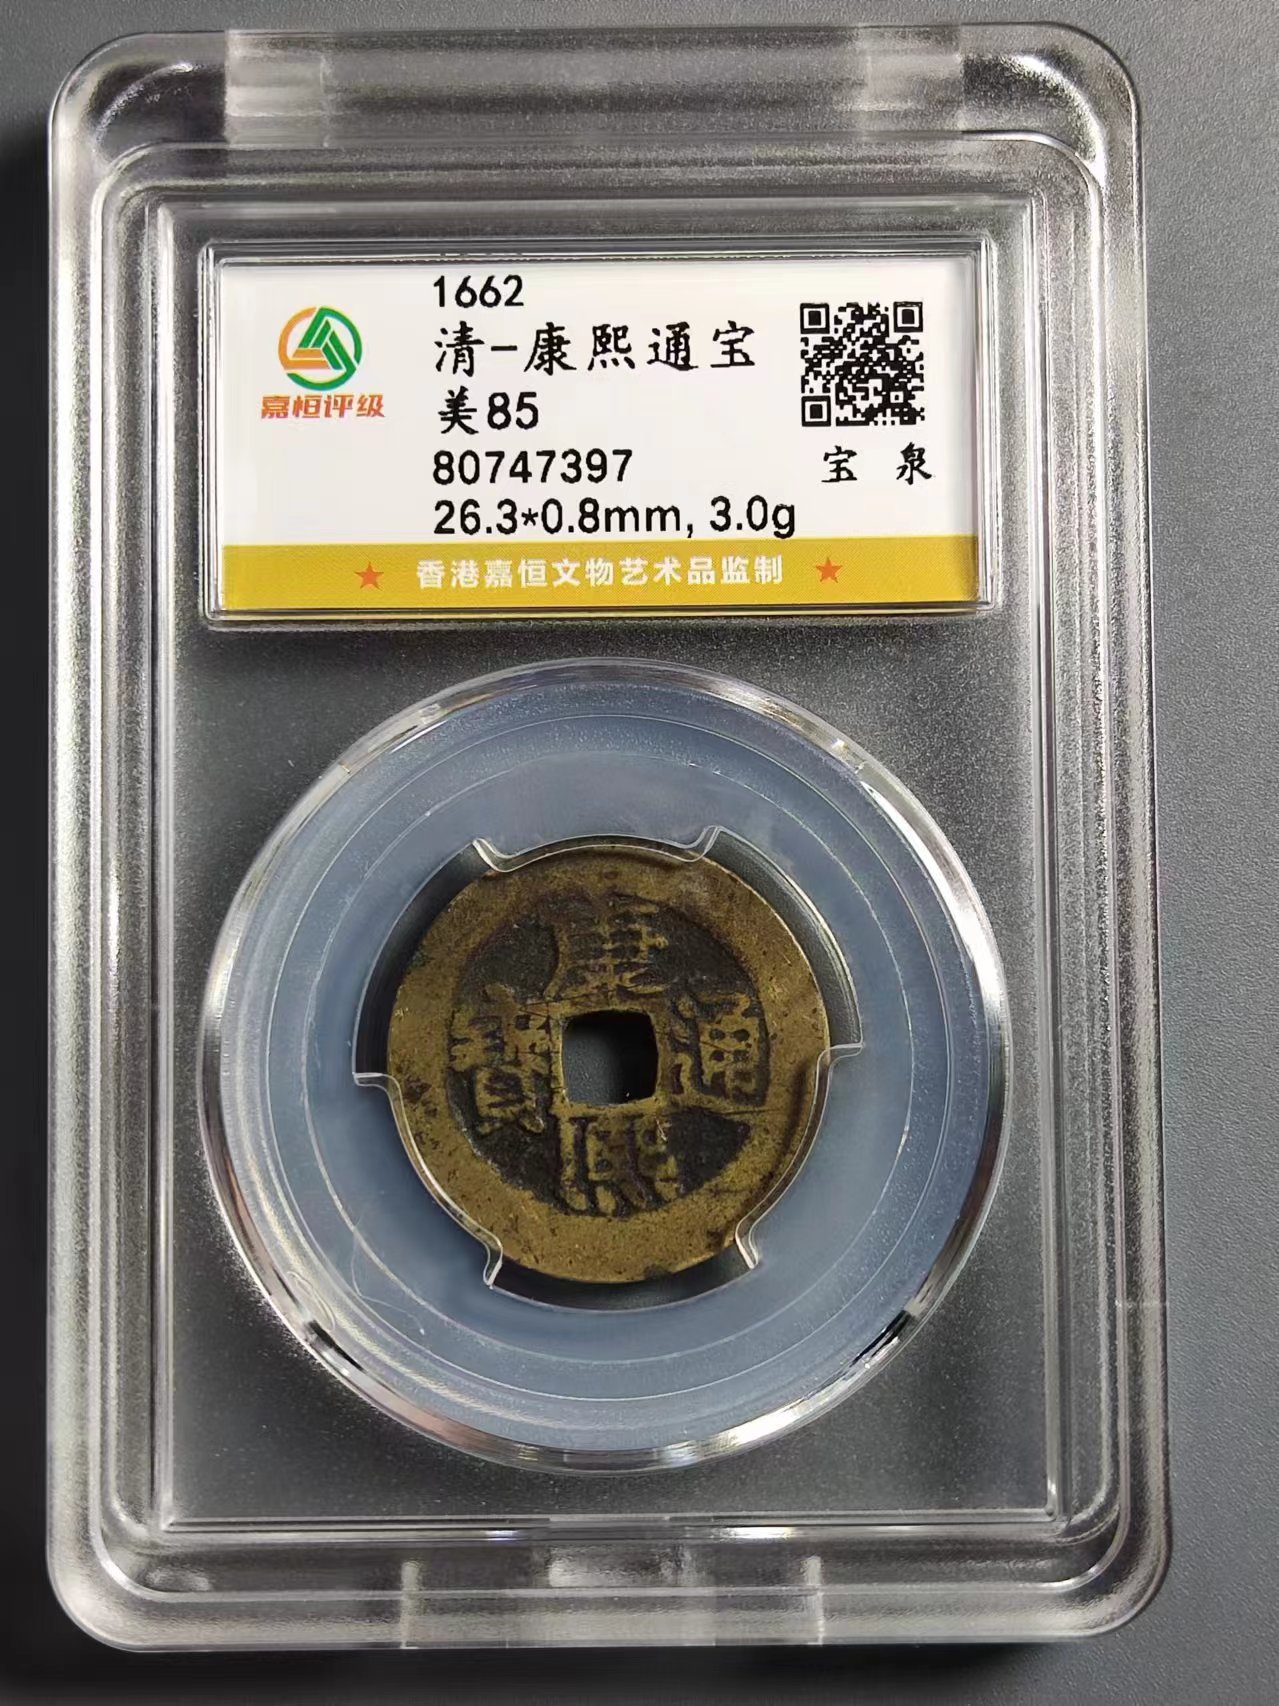 1662
清-康熙通宝
美85
80747397
26.3*0.8mm, 3.0g
嘉恒评级
宝 泉
★ 香港嘉恒文物艺术品监制 ★
康
寶 通
熙